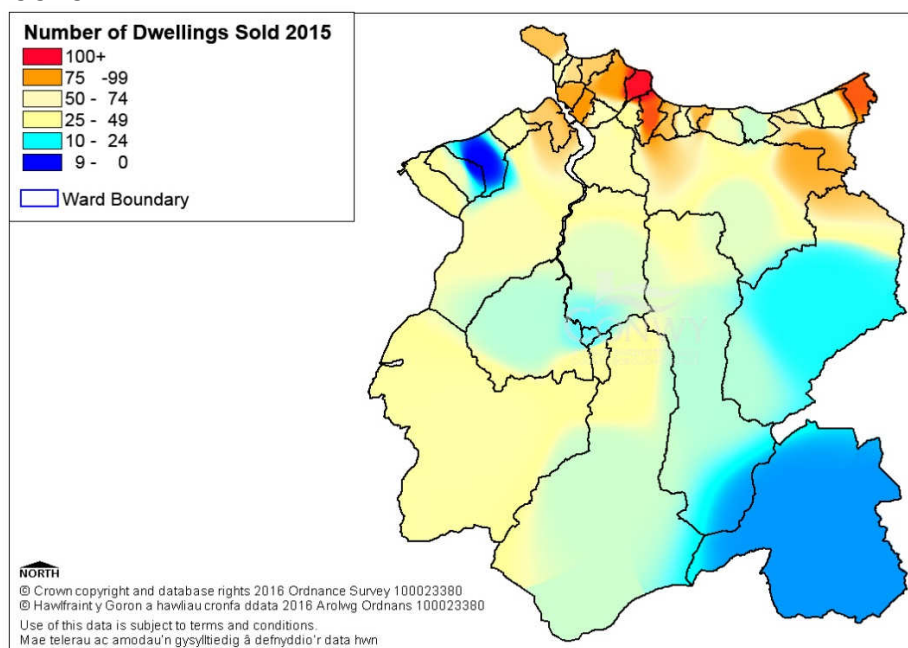 Number of Dwellings Sold 2015
100+
75 -99
50 - 74
25 - 49
10 - 24
9 - 0
Ward Boundary
NORTH
© Crown copyright and database rights 2016 Ordnance Survey 100023380
© Hawlfraint y Goron a hawliau cronfa ddata 2016 Arolwg Ordnans 100023380
Use of this data is subject to terms and conditions.
Mae telerau ac amodau'n gysylltiedig â defnyddio'r data hwn